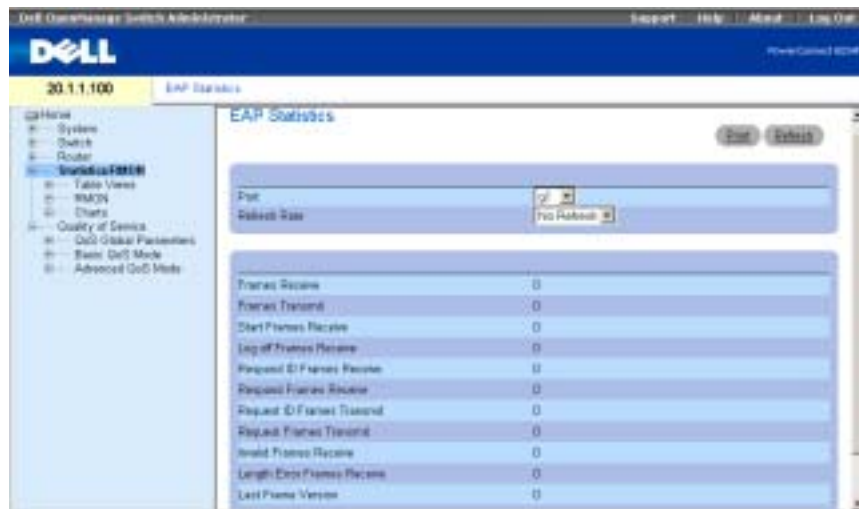 Dell OpenManage Switch Administrator Support Help About Log Out
DELL
PowerConnect
20.1.1.100 EAP Statistics
Home
System
Switch
Router
Statistics/RMON
Table Views
RMON
Charts
Quality of Service
QoS Global Parameters
Basic QoS Mode
Advanced QoS Mode
EAP Statistics
Print Refresh
Port
Refresh Rate No Refresh
Frames Receive 0
Frames Transmit 0
Start Frames Receive 0
Log off Frames Receive 0
Respond ID Frames Receive 0
Respond Frames Receive 0
Request ID Frames Transmit 0
Request Frames Transmit 0
Invalid Frames Receive 0
Length Error Frames Receive 0
Last Frame Version 0